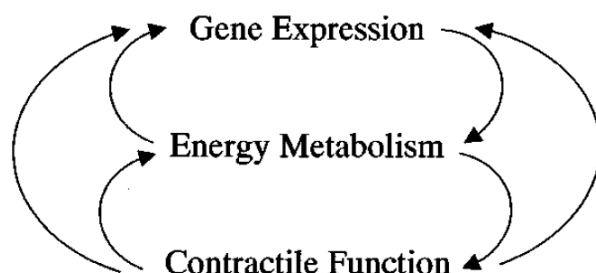 Gene Expression
Energy Metabolism
Contractile Function